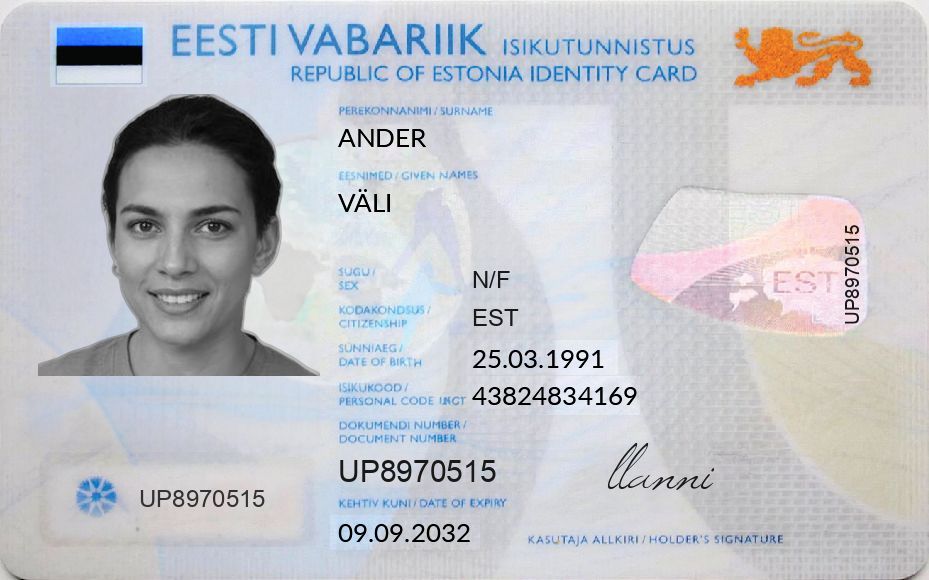 EESTI VABARIIK ISIKUTUNNISTUS
REPUBLIC OF ESTONIA IDENTITY CARD
PEREKONNANIMI / SURNAME
ANDER
EESNIMED / GIVEN NAMES
VÄLI
SUGU / SEX
N/F
KODAKONDSUS / CITIZENSHIP
EST
SÜNNIAEG / DATE OF BIRTH
25.03.1991
ISIKUKOOD / PERSONAL CODE
43824834169
DOKUMENDI NUMBER / DOCUMENT NUMBER
UP8970515
KEHTIV KUNI / DATE OF EXPIRY
09.09.2032
UP8970515
EST
UP8970515
llanni
KASUTAJA ALLKIRI / HOLDER'S SIGNATURE